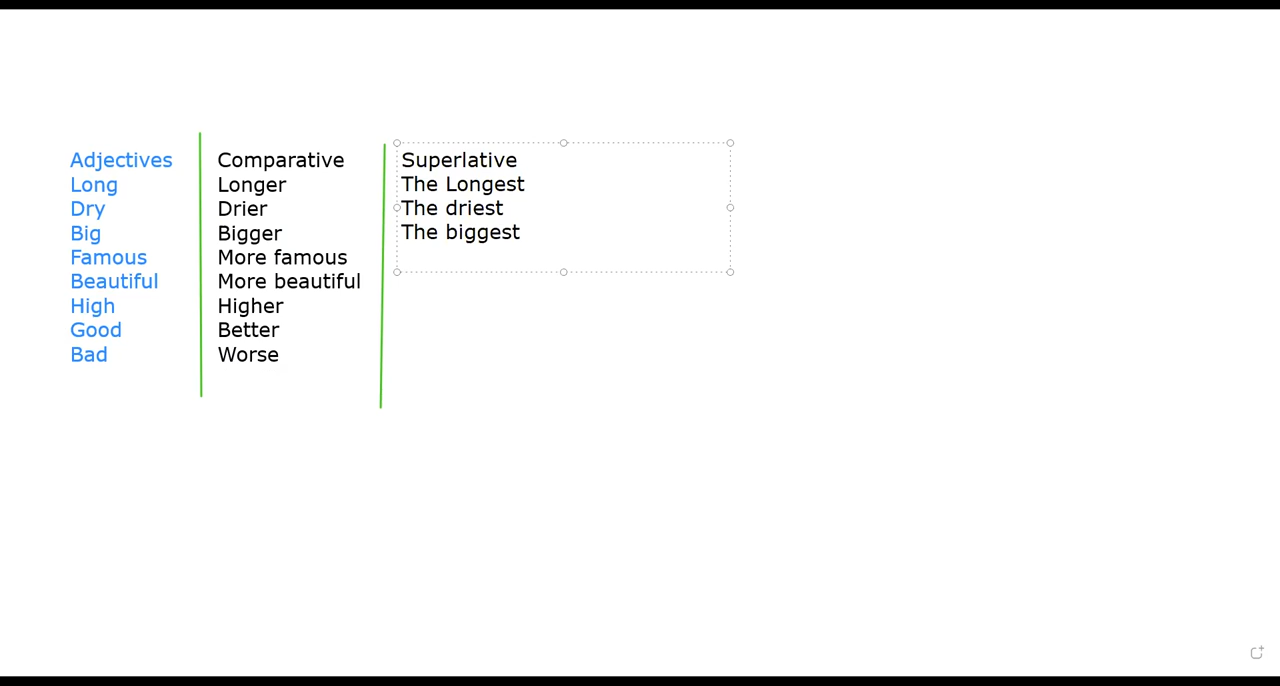 Adjectives
Long
Dry
Big
Famous
Beautiful
High
Good
Bad
Comparative
Longer
Drier
Bigger
More famous
More beautiful
Higher
Better
Worse
Superlative
The Longest
The driest
The biggest